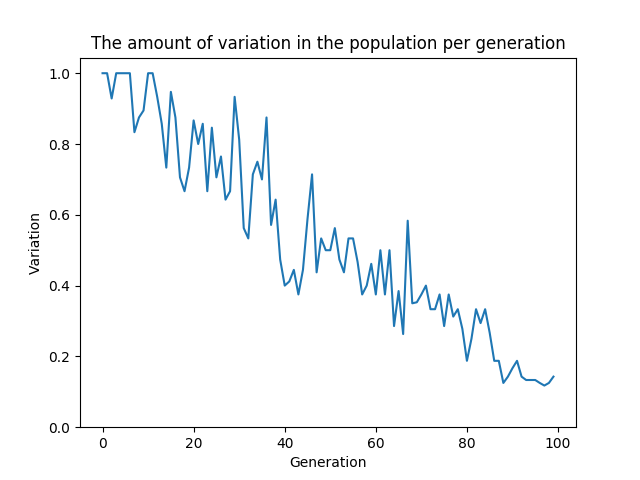 The amount of variation in the population per generation
1.0
0.8
0.6
0.4
0.2
0.0
Variation
0 20 40 60 80 100
Generation